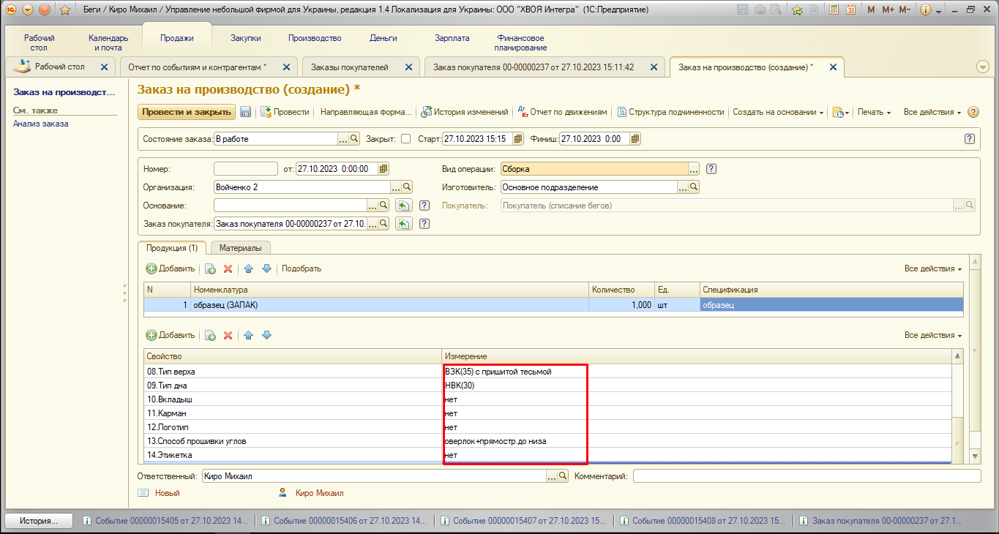 Беги / Киро Михаил / Управление небольшой фирмой для Украины, редакция 1.4 Локализация для Украины: ООО "ХВОЯ Интегра" (1С:Предприятие)
M M+ M-
Рабочий стол
Календарь и почта
Продажи
Закупки
Производство
Деньги
Зарплата
Финансовое планирование
Рабочий стол
Отчет по событиям и контрагентам *
Заказы покупателей
Заказ покупателя 00-00000237 от 27.10.2023 15:11:42
Заказ на производство (создание) *
Заказ на производст...
См. также
Анализ заказа
Заказ на производство (создание) *
Провести и закрыть
Провести
Направляющая форма...
История изменений
Отчет по движениям
Структура подчиненности
Создать на основании
Печать
Все действия
Состояние заказа: В работе
Закрыт:
Старт: 27.10.2023 15:15
Финиш: 27.10.2023 0:00
Номер:
от: 27.10.2023 0:00:00
Вид операции: Сборка
Организация: Войченко 2
Изготовитель: Основное подразделение
Основание:
Покупатель: Покупатель (списание бегов)
Заказ покупателя: Заказ покупателя 00-00000237 от 27.10.
Продукция (1)
Материалы
Добавить
Подобрать
Все действия
N Номенклатура Количество Ед. Спецификация
1 образец (ЗАПАК) 1,000 шт образец
Добавить
Все действия
Свойство Измерение
08.Тип верха ВЗК(35) с пришитой тесьмой
09.Тип дна НВК(30)
10.Вкладыш нет
11.Карман нет
12.Логотип нет
13.Способ прошивки углов оверлок+прямостр.до низа
14.Этикетка нет
Ответственный: Киро Михаил
Комментарий:
Новый
Киро Михаил
История...
Событие 00000015405 от 27.10.2023 14...
Событие 00000015406 от 27.10.2023 14...
Событие 00000015407 от 27.10.2023 15...
Событие 00000015408 от 27.10.2023 15...
Заказ покупателя 00-00000237 от 27.1...